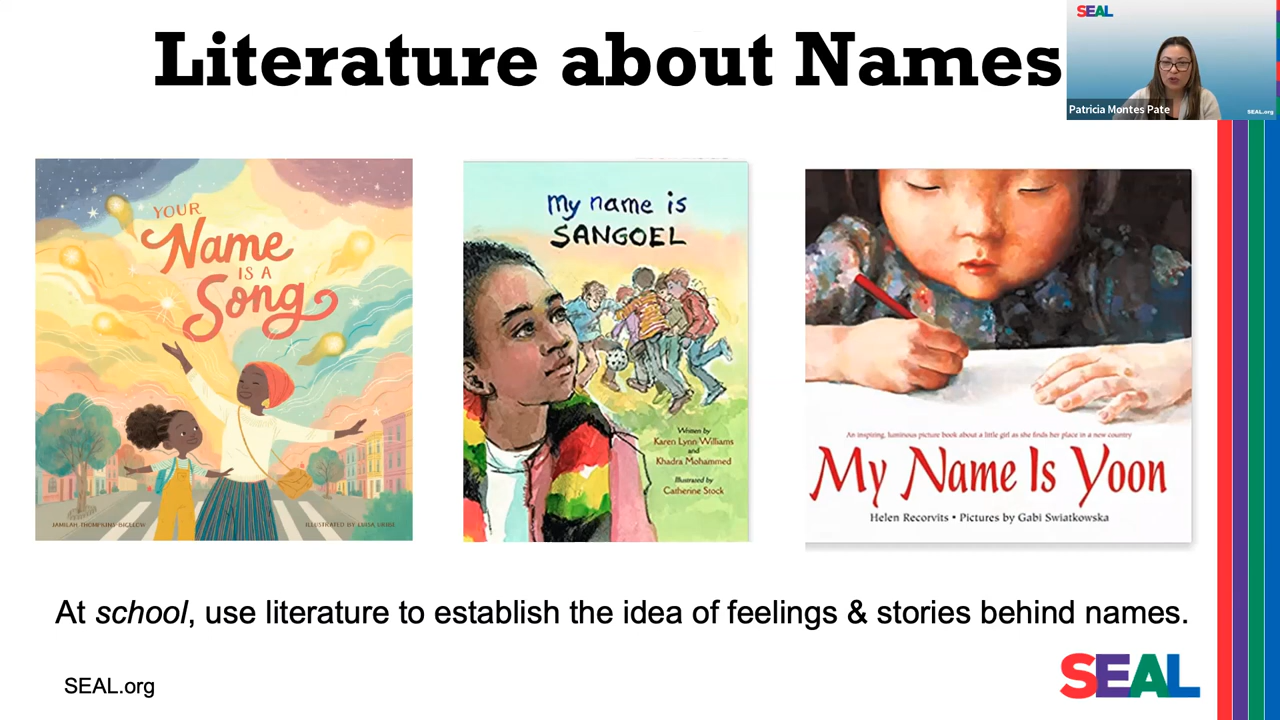 Literature about Names
SEAL
Patricia Montes Pate
SEAL.org
YOUR
Name
IS A
Song
JAMILAH THOMPKINS-BIGELOW
ILLUSTRATED BY LUISA URIBE
My name is
SANGOEL
Written by
Karen Lynn Williams
and
Khadra Mohammed
Illustrated by
Catherine Stock
An inspiring, luminous picture book about a little girl as she finds her place in a new country
My Name Is Yoon
Helen Recorvits • Pictures by Gabi Swiatkowska
At school, use literature to establish the idea of feelings & stories behind names.
SEAL.org
SEAL